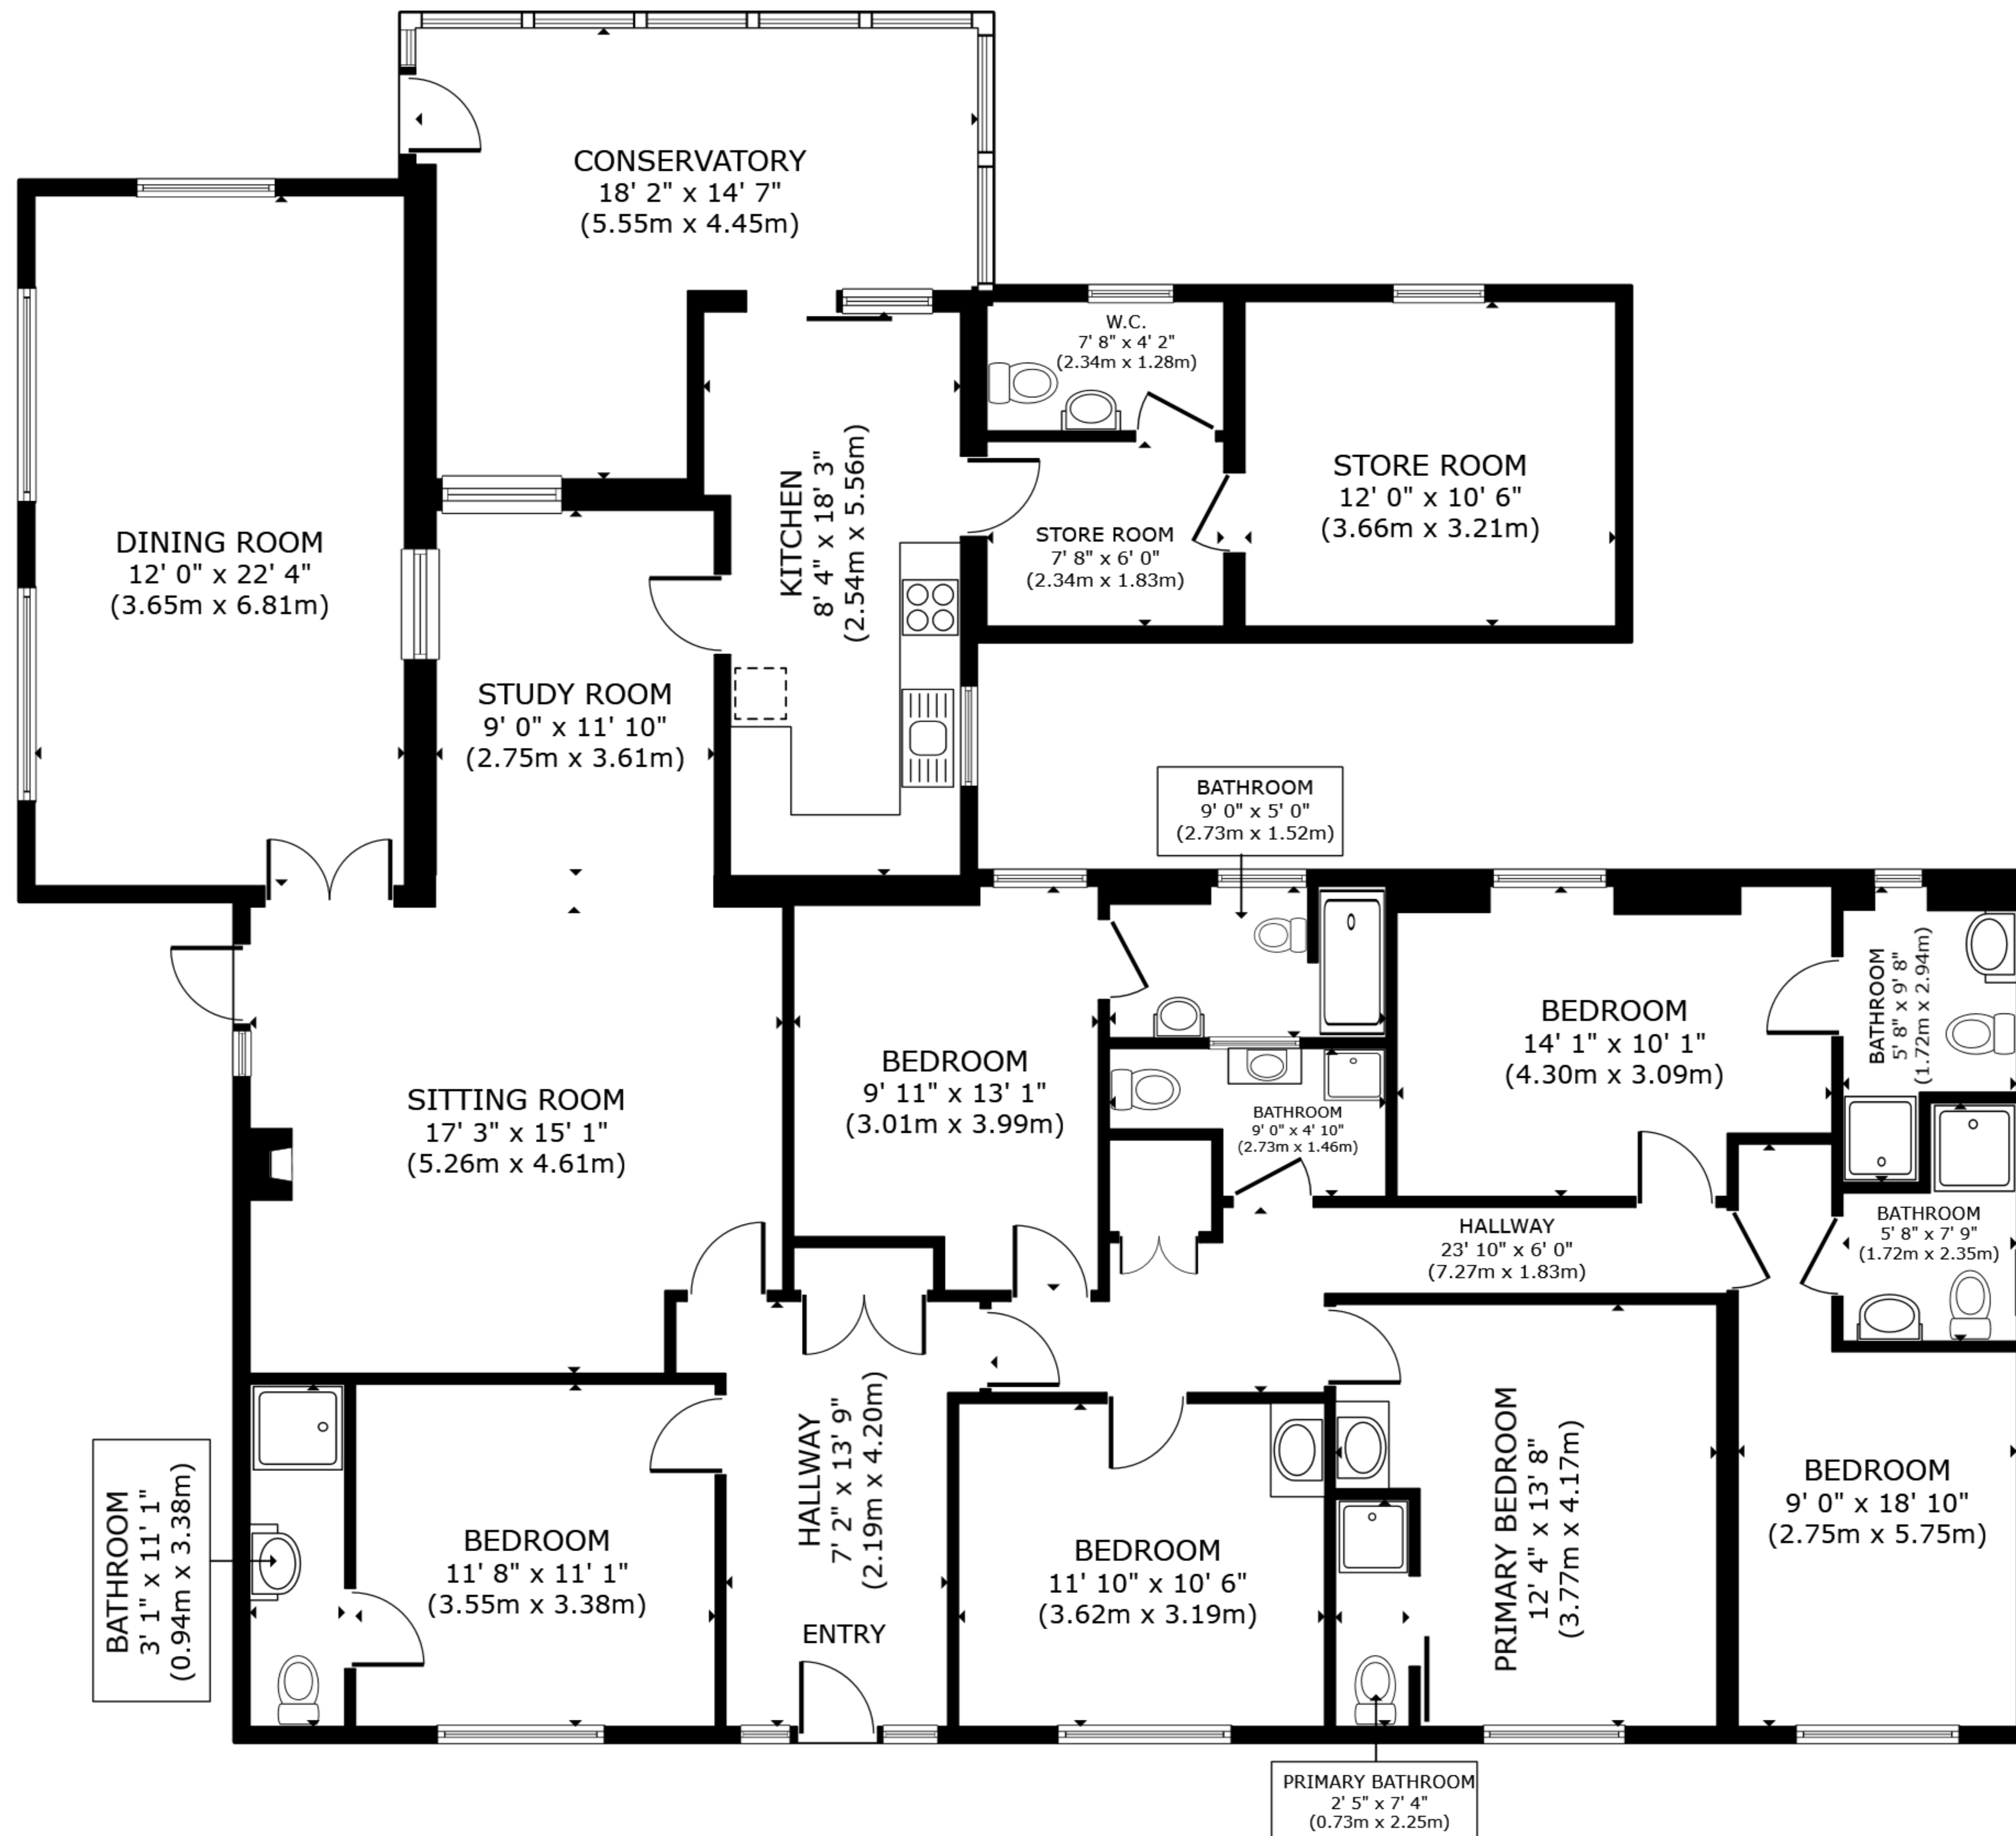 CONSERVATORY
18' 2" x 14' 7"
(5.55m x 4.45m)
W.C.
7' 8" x 4' 2"
(2.34m x 1.28m)
STORE ROOM
12' 0" x 10' 6"
(3.66m x 3.21m)
STORE ROOM
7' 8" x 6' 0"
(2.34m x 1.83m)
KITCHEN
8' 4" x 18' 3"
(2.54m x 5.56m)
DINING ROOM
12' 0" x 22' 4"
(3.65m x 6.81m)
STUDY ROOM
9' 0" x 11' 10"
(2.75m x 3.61m)
BATHROOM
9' 0" x 5' 0"
(2.73m x 1.52m)
SITTING ROOM
17' 3" x 15' 1"
(5.26m x 4.61m)
BEDROOM
9' 11" x 13' 1"
(3.01m x 3.99m)
BATHROOM
9' 0" x 4' 10"
(2.73m x 1.46m)
BEDROOM
14' 1" x 10' 1"
(4.30m x 3.09m)
BATHROOM
5' 8" x 9' 8"
(1.72m x 2.94m)
HALLWAY
23' 10" x 6' 0"
(7.27m x 1.83m)
BATHROOM
5' 8" x 7' 9"
(1.72m x 2.35m)
BATHROOM
3' 1" x 11' 1"
(0.94m x 3.38m)
BEDROOM
11' 8" x 11' 1"
(3.55m x 3.38m)
HALLWAY
7' 2" x 13' 9"
(2.19m x 4.20m)
ENTRY
BEDROOM
11' 10" x 10' 6"
(3.62m x 3.19m)
PRIMARY BEDROOM
12' 4" x 13' 8"
(3.77m x 4.17m)
BEDROOM
9' 0" x 18' 10"
(2.75m x 5.75m)
PRIMARY BATHROOM
2' 5" x 7' 4"
(0.73m x 2.25m)